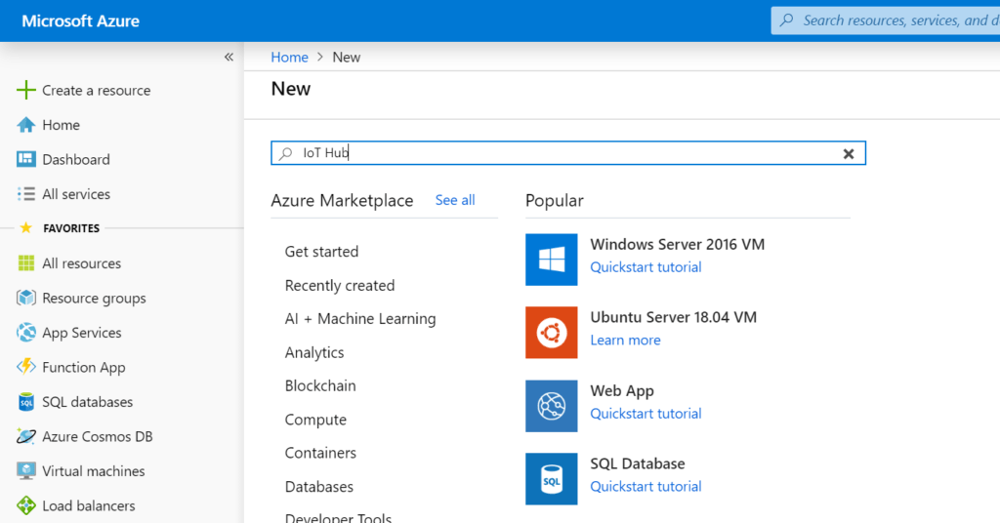 Microsoft Azure
Search resources, services, and d
«
Home > New
New
Create a resource
Home
Dashboard
All services
FAVORITES
All resources
Resource groups
App Services
Function App
SQL databases
Azure Cosmos DB
Virtual machines
Load balancers
IoT Hub
Azure Marketplace See all
Get started
Recently created
AI + Machine Learning
Analytics
Blockchain
Compute
Containers
Databases
Developer Tools
Popular
Windows Server 2016 VM
Quickstart tutorial
Ubuntu Server 18.04 VM
Learn more
Web App
Quickstart tutorial
SQL
SQL Database
Quickstart tutorial